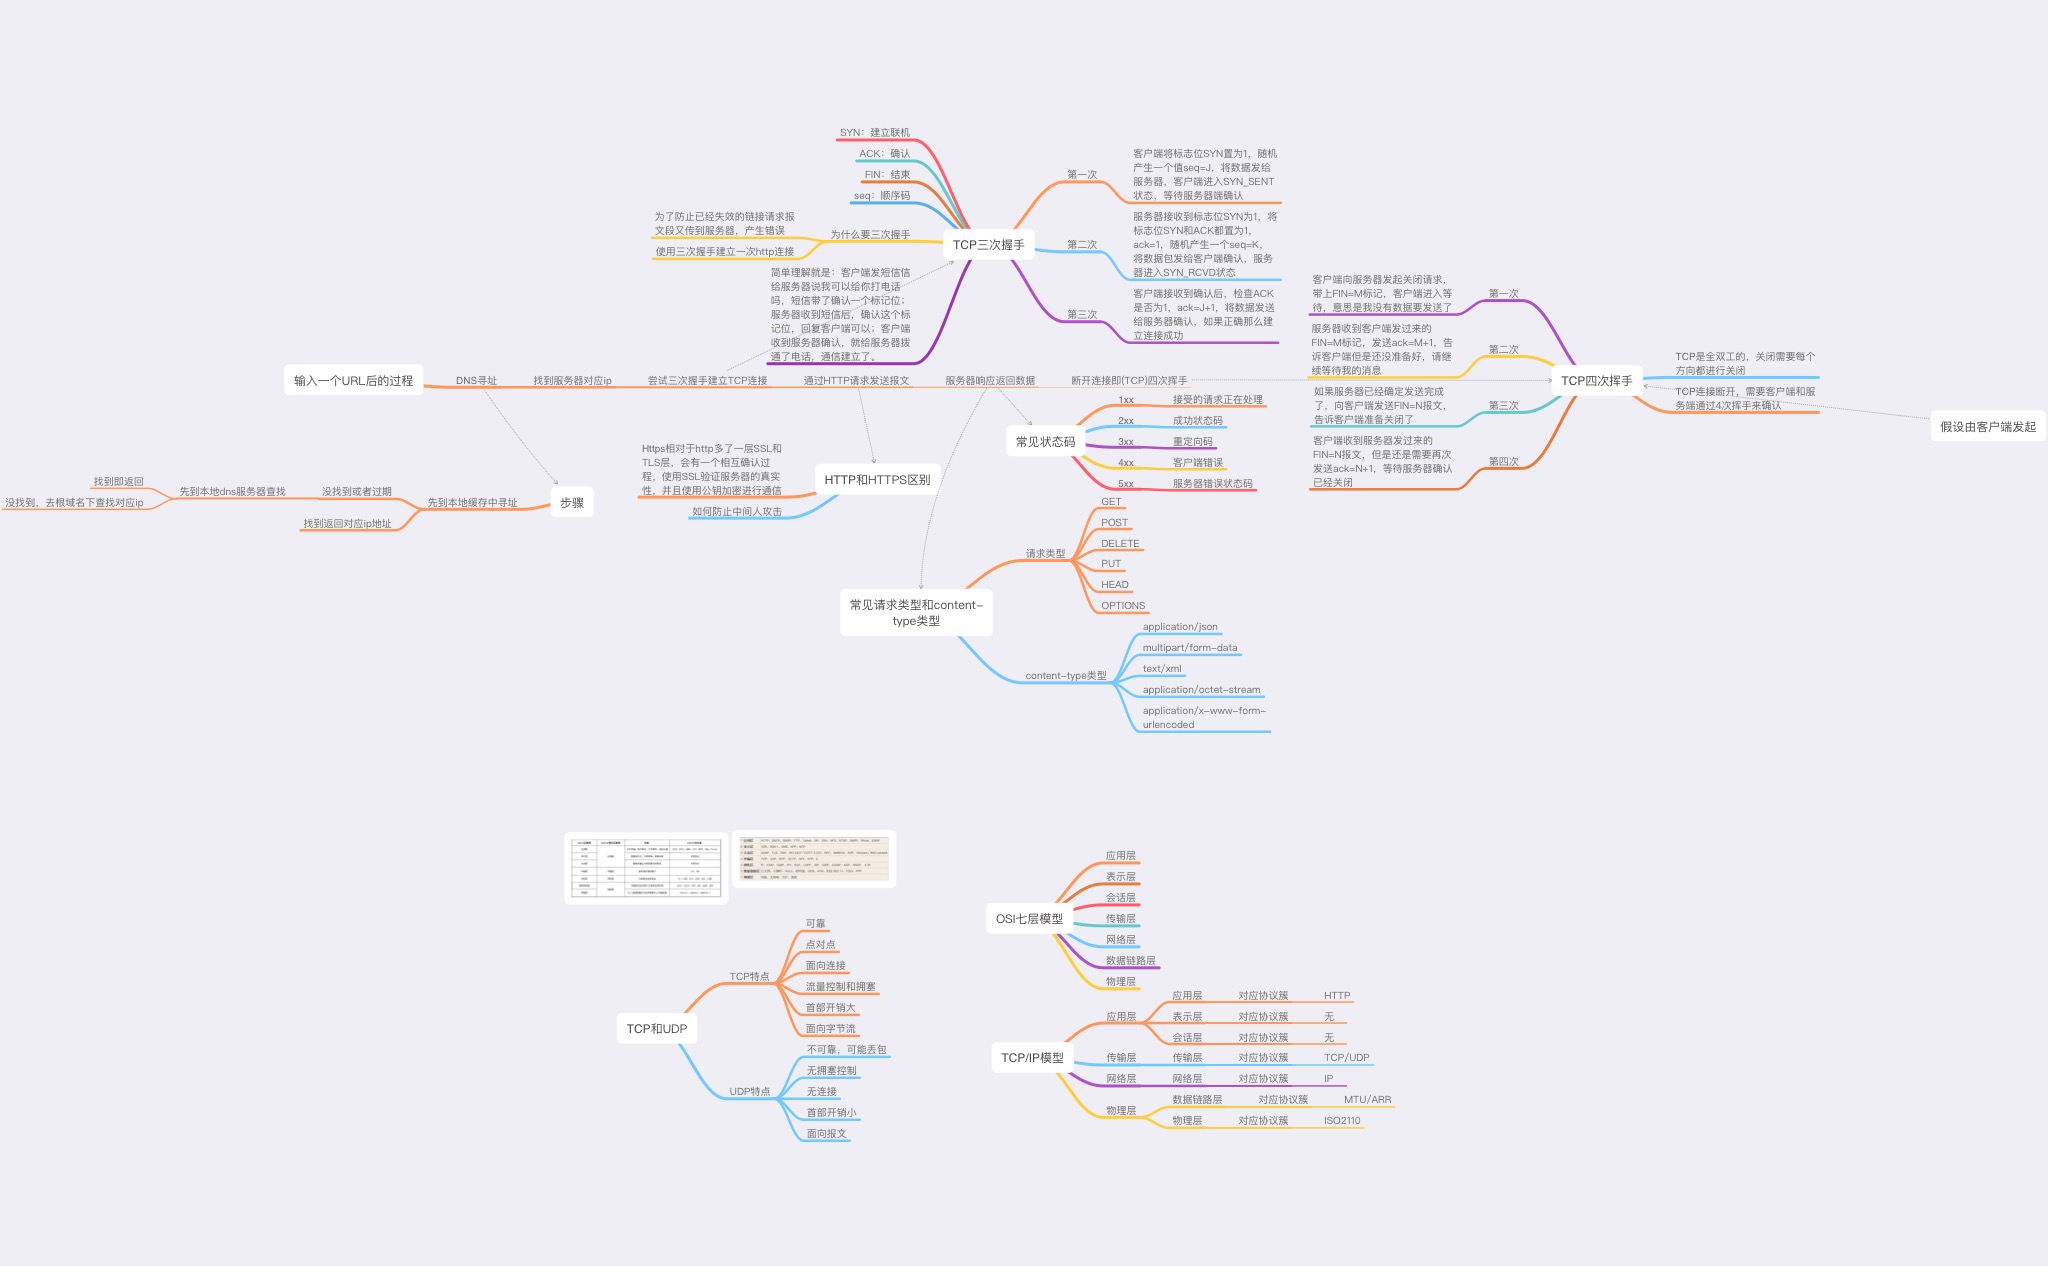 SYN：建立联机
ACK：确认
FIN：结束
seq：顺序码
为什么要三次握手
为了防止已经失效的链接请求报
文段又传到服务器，产生错误
使用三次握手建立一次http连接
简单理解就是：客户端发短信信
给服务器说我可以给你打电话
吗，短信带了确认一个标记位；
服务器收到短信后，确认这个标
记位，回复客户端可以；客户端
收到服务器确认，就给服务器拨
通了电话，通信建立了。
TCP三次握手
第一次
客户端将标志位SYN置为1，随机
产生一个值seq=J，将数据发给
服务器，客户端进入SYN_SENT
状态，等待服务器端确认
第二次
服务器接收到标志位SYN为1，将
标志位SYN和ACK都置为1，
ack=1，随机产生一个seq=K，
将数据包发给客户端确认，服务
器进入SYN_RCVD状态
第三次
客户端接收到确认后，检查ACK
是否为1，ack=J+1，将数据发送
给服务器确认，如果正确那么建
立连接成功
输入一个URL后的过程
DNS寻址
找到服务器对应ip
尝试三次握手建立TCP连接
通过HTTP请求发送报文
服务器响应返回数据
断开连接即(TCP)四次挥手
客户端向服务器发起关闭请求，
带上FIN=M标记，客户端进入等
待，意思是我没有数据要发送了
第一次
服务器收到客户端发过来的
FIN=M标记，发送ack=M+1，告
诉客户端但是还没准备好，请继
续等待我的消息
第二次
如果服务器已经确定发送完成
了，向客户端发送FIN=N报文，
告诉客户端准备关闭了
第三次
客户端收到服务器发过来的
FIN=N报文，但是还是需要再次
发送ack=N+1，等待服务器确认
已经关闭
第四次
TCP四次挥手
TCP是全双工的，关闭需要每个
方向都进行关闭
TCP连接断开，需要客户端和服
务端通过4次挥手来确认
假设由客户端发起
常见状态码
1xx
接受的请求正在处理
2xx
成功状态码
3xx
重定向码
4xx
客户端错误
5xx
服务器错误状态码
Https相对于http多了一层SSL和
TLS层，会有一个相互确认过
程，使用SSL验证服务器的真实
性，并且使用公钥加密进行通信
如何防止中间人攻击
HTTP和HTTPS区别
步骤
先到本地缓存中寻址
没找到或者过期
找到返回对应ip地址
先到本地dns服务器查找
找到即返回
没找到，去根域名下查找对应ip
常见请求类型和content-
type类型
请求类型
GET
POST
DELETE
PUT
HEAD
OPTIONS
content-type类型
application/json
multipart/form-data
text/xml
application/octet-stream
application/x-www-form-
urlencoded
TCP和UDP
TCP特点
可靠
点对点
面向连接
流量控制和拥塞
首部开销大
面向字节流
UDP特点
不可靠，可能丢包
无拥塞控制
无连接
首部开销小
面向报文
OSI七层模型
应用层
表示层
会话层
传输层
网络层
数据链路层
物理层
TCP/IP模型
应用层
应用层
对应协议簇
HTTP
表示层
对应协议簇
无
会话层
对应协议簇
无
传输层
传输层
对应协议簇
TCP/UDP
网络层
网络层
对应协议簇
IP
物理层
数据链路层
对应协议簇
MTU/ARR
物理层
对应协议簇
ISO2110